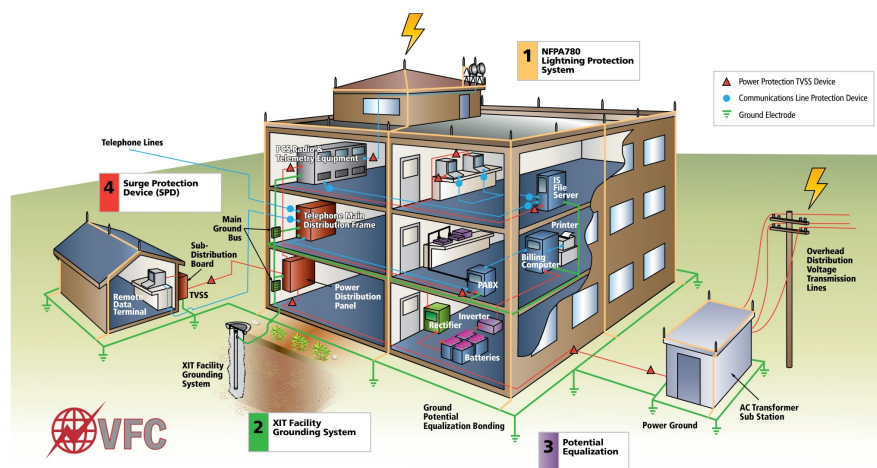 1
NFPA780
Lightning Protection
System
Power Protection TVSS Device
Communications Line Protection Device
Ground Electrode
Telephone Lines
PCS,Radio &
Telemetry Equipment
4
Surge Protection
Device (SPD)
IS
File
Server
Main
Ground
Bus
Telephone Main
Distribution Frame
Printer
Sub-
Distribution
Board
Billing
Computer
Overhead
Distribution
Voltage
Transmission
Lines
Remote
Data
Terminal
TVSS
Power
Distribution
Panel
PABX
Inverter
Rectifier
Batteries
XIT Facility
Grounding
System
VFC
2
XIT Facility
Grounding System
Ground
Potential
Equalization Bonding
3
Potential
Equalization
Power Ground
AC Transformer
Sub Station